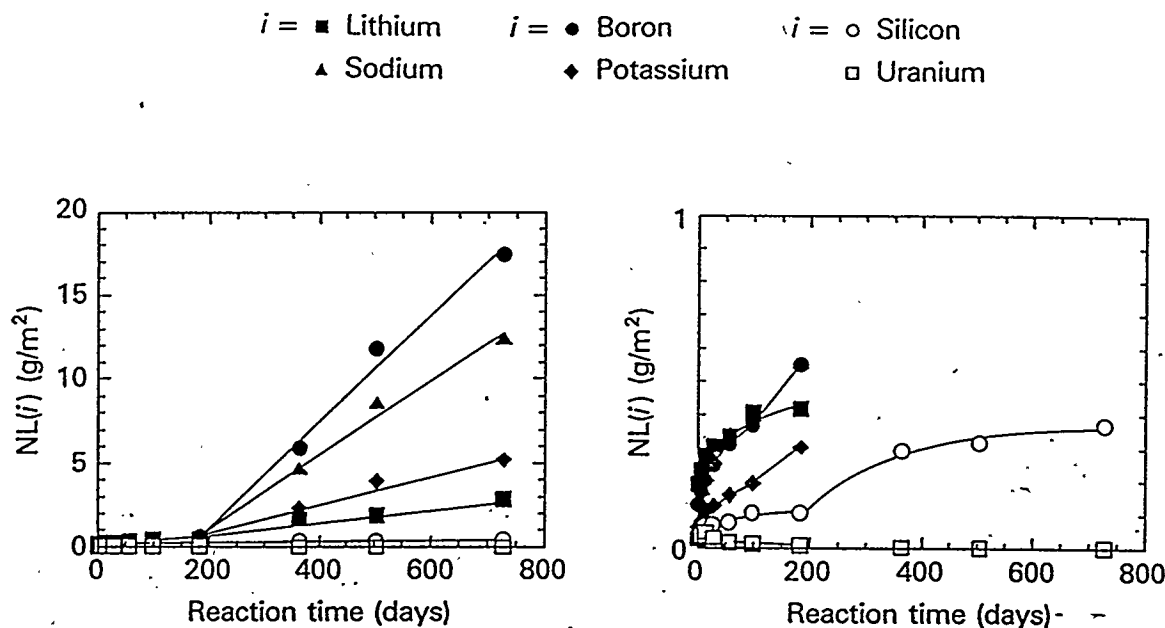 i = ■ Lithium i = ● Boron i = ○ Silicon
▲ Sodium ◆ Potassium □ Uranium
20
15
10
5
0
NL(i) (g/m²)
0 200 400 600 800
Reaction time (days)
1
0
NL(i) (g/m²)
0 200 400 600 800
Reaction time (days)